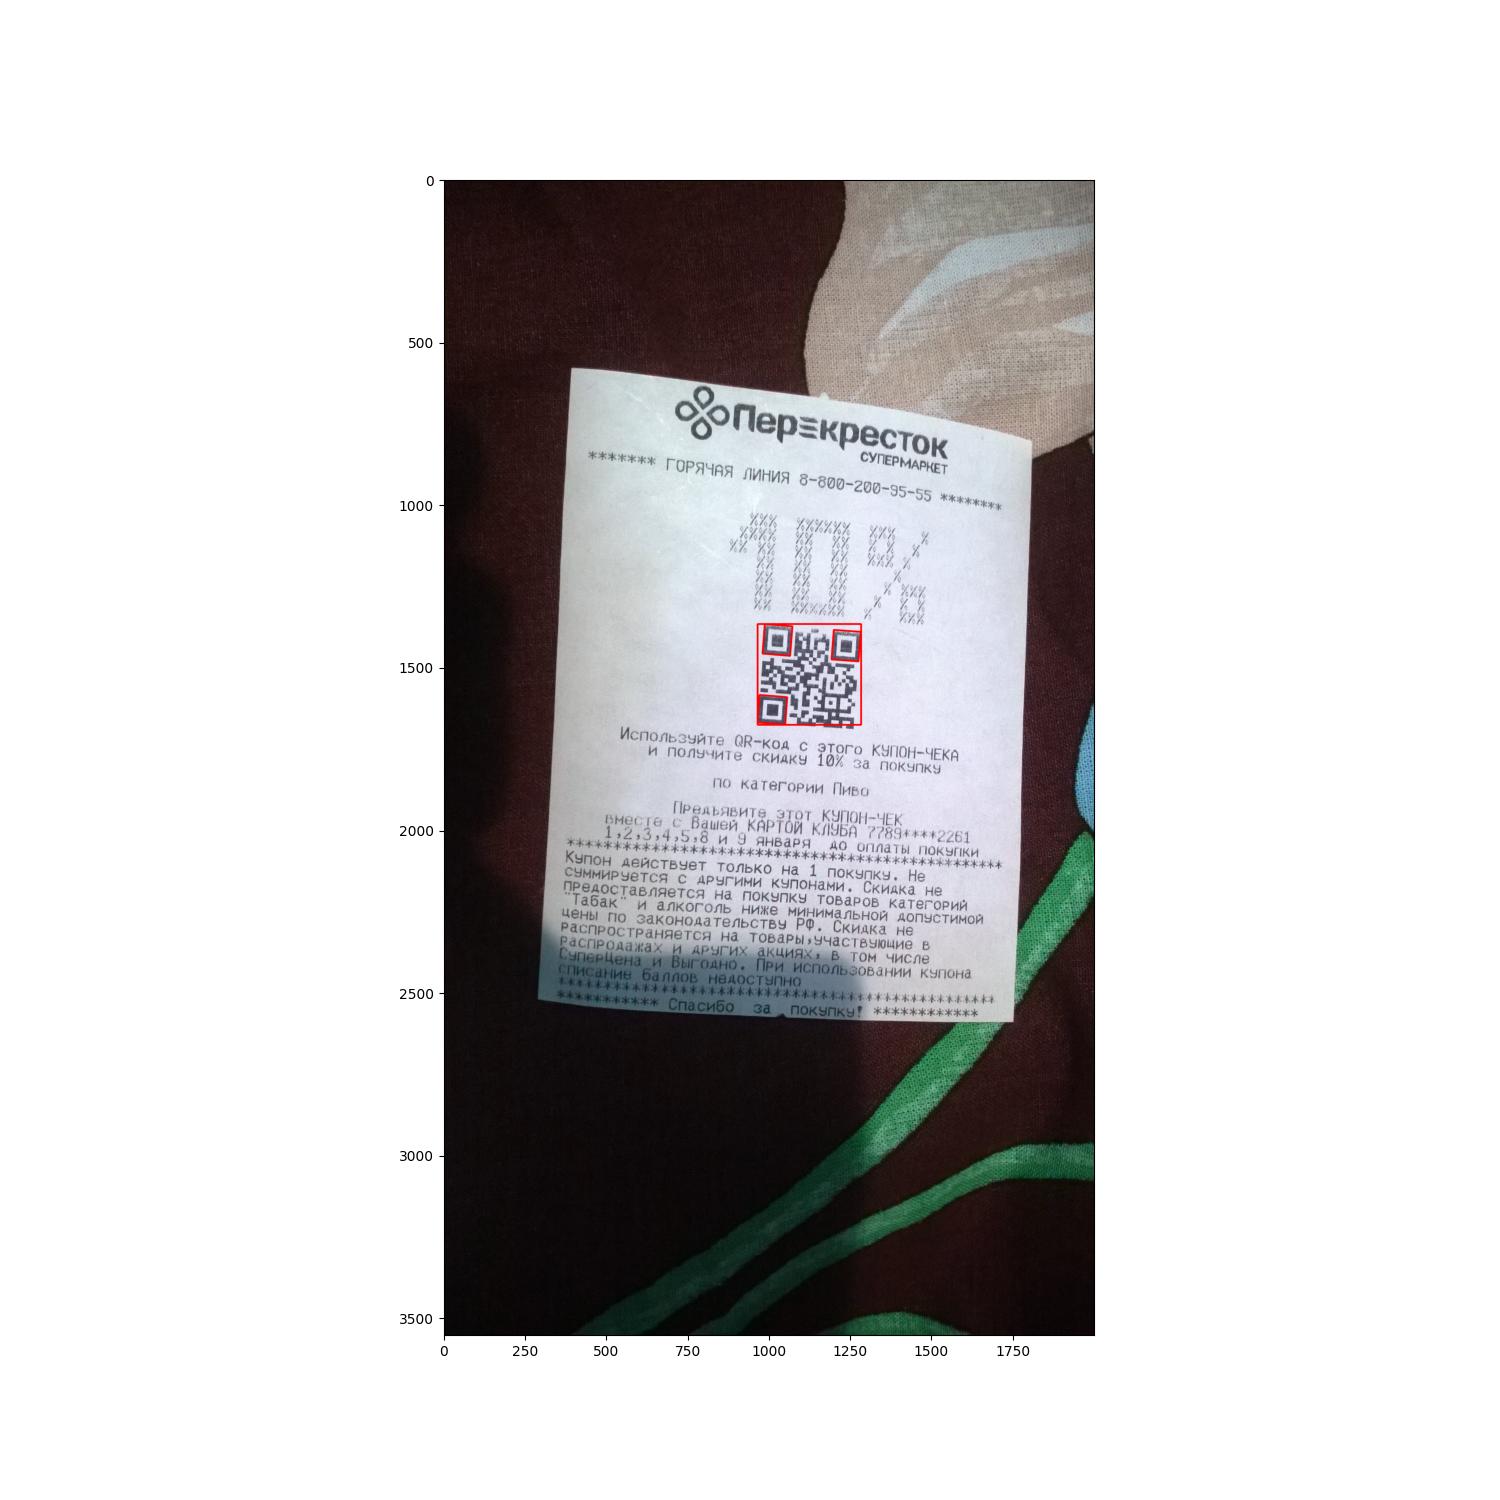 Перекресток
СУПЕРМАРКЕТ
******* ГОРЯЧАЯ ЛИНИЯ 8-800-200-95-55 ********
10%
Используйте QR-код с этого КУПОН-ЧЕКА
и получите скидку 10% за покупку
по категории Пиво
Предъявите этот КУПОН-ЧЕК
вместе с Вашей КАРТОЙ КЛУБА 7789****2261
1,2,3,4,5,8 и 9 января до оплаты покупки
************************************************
Купон действует только на 1 покупку. Не
суммируется с другими купонами. Скидка не
предоставляется на покупку товаров категорий
"Табак" и алкоголь ниже минимальной допустимой
цены по законодательству РФ. Скидка не
распространяется на товары,участвующие в
распродажах и других акциях, в том числе
СуперЦена и Выгодно. При использовании купона
списание баллов недоступно
************************************************
*********** Спасибо за покупку! ************
0
500
1000
1500
2000
2500
3000
3500
0 250 500 750 1000 1250 1500 1750